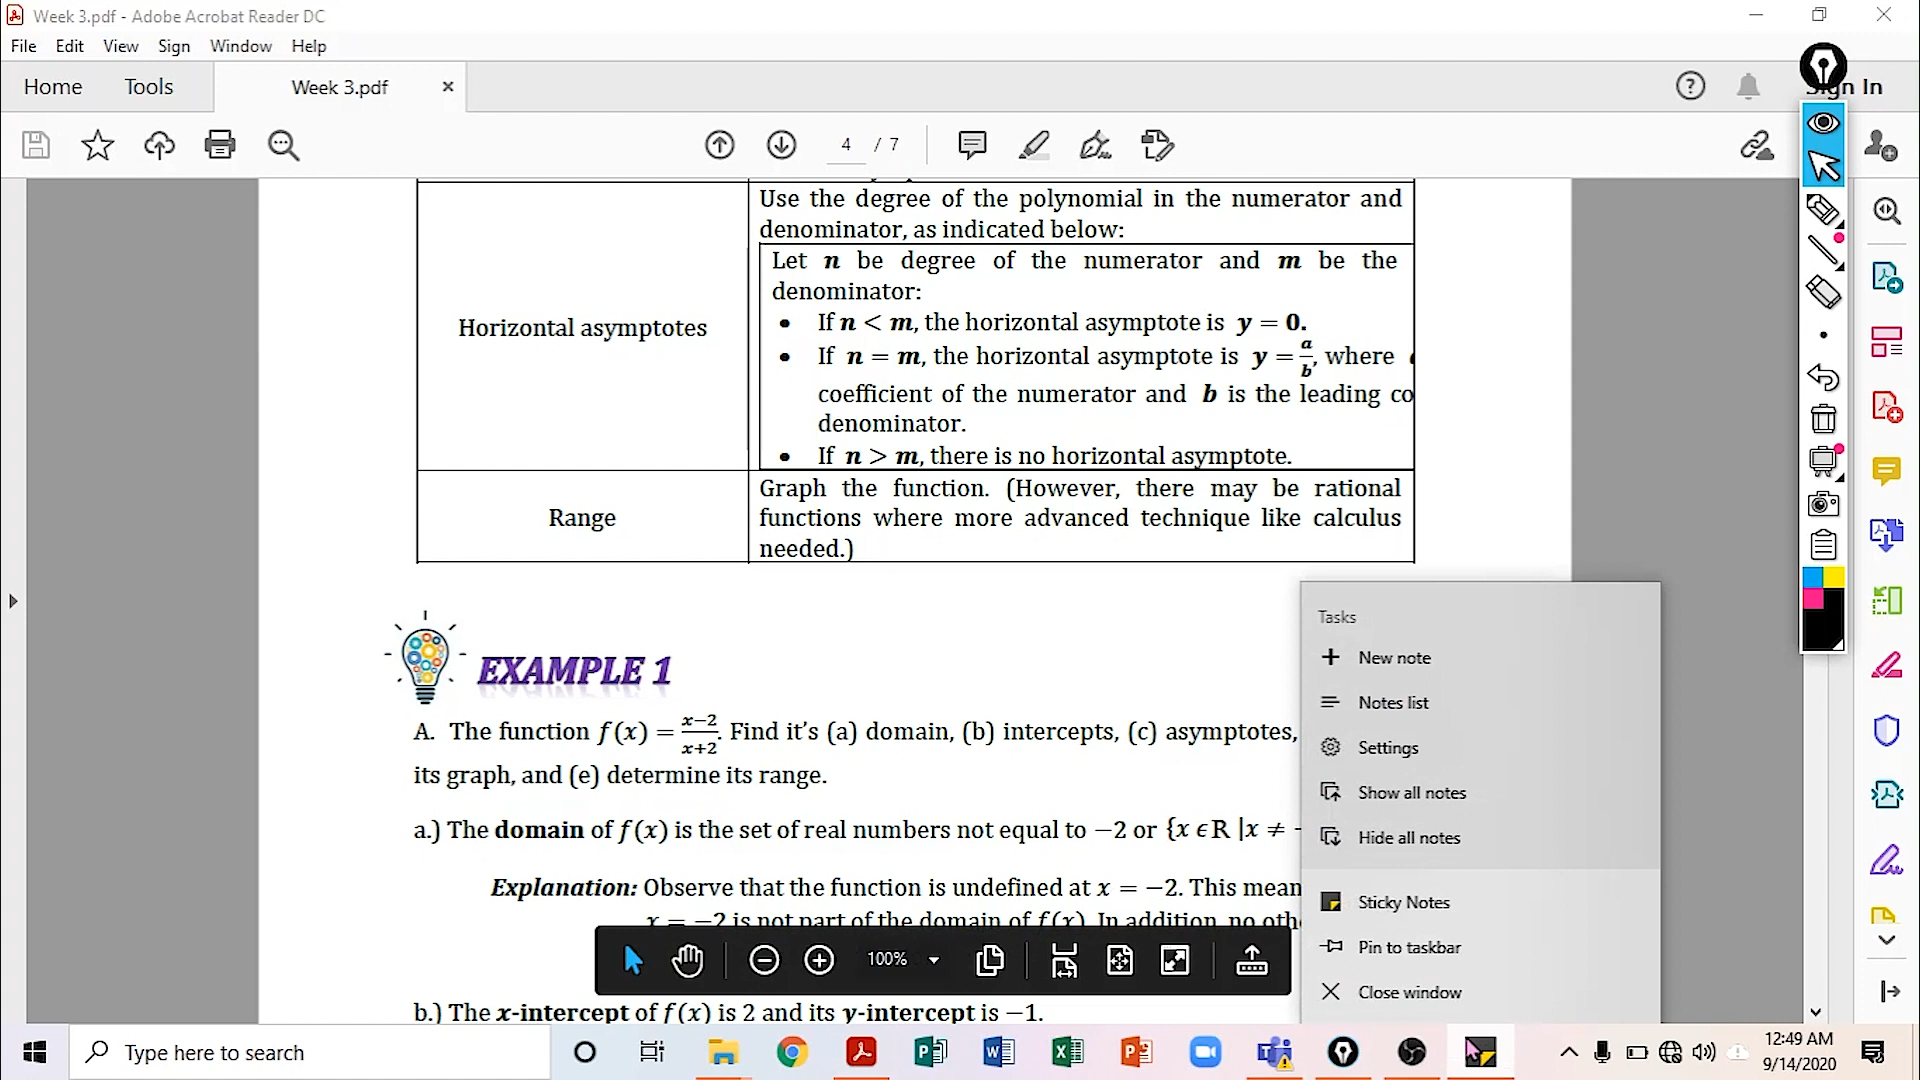 Week 3.pdf - Adobe Acrobat Reader DC
File Edit View Sign Window Help
Home Tools Week 3.pdf
Sign In
4 / 7
Use the degree of the polynomial in the numerator and
denominator, as indicated below:
Let n be degree of the numerator and m be the
denominator:
Horizontal asymptotes
• If n < m, the horizontal asymptote is y = 0.
• If n = m, the horizontal asymptote is y = a/b, where
coefficient of the numerator and b is the leading co
denominator.
• If n > m, there is no horizontal asymptote.
Range
Graph the function. (However, there may be rational
functions where more advanced technique like calculus
needed.)
EXAMPLE 1
A. The function f(x) = x−2/x+2. Find it's (a) domain, (b) intercepts, (c) asymptotes,
its graph, and (e) determine its range.
a.) The domain of f(x) is the set of real numbers not equal to −2 or {x ϵR |x ≠ -
Explanation: Observe that the function is undefined at x = −2. This mean
x = −2 is not part of the domain of f(x). In addition, no oth
b.) The x-intercept of f(x) is 2 and its y-intercept is −1.
100%
Tasks
New note
Notes list
Settings
Show all notes
Hide all notes
Sticky Notes
Pin to taskbar
Close window
Type here to search
12:49 AM
9/14/2020